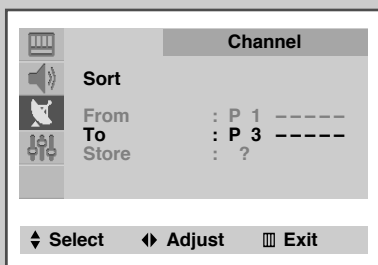 Channel
Sort
From : P 1 – – – – –
To : P 3 – – – – –
Store : ?
Select Adjust Exit